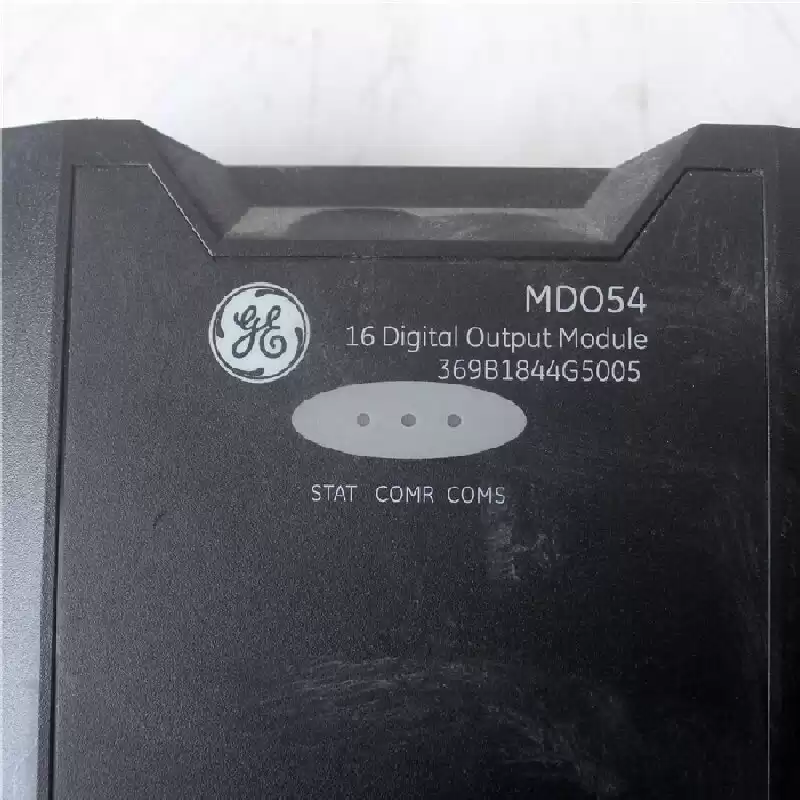 GE
MDO54
16 Digital Output Module
369B1844G5005
STAT COMR COMS